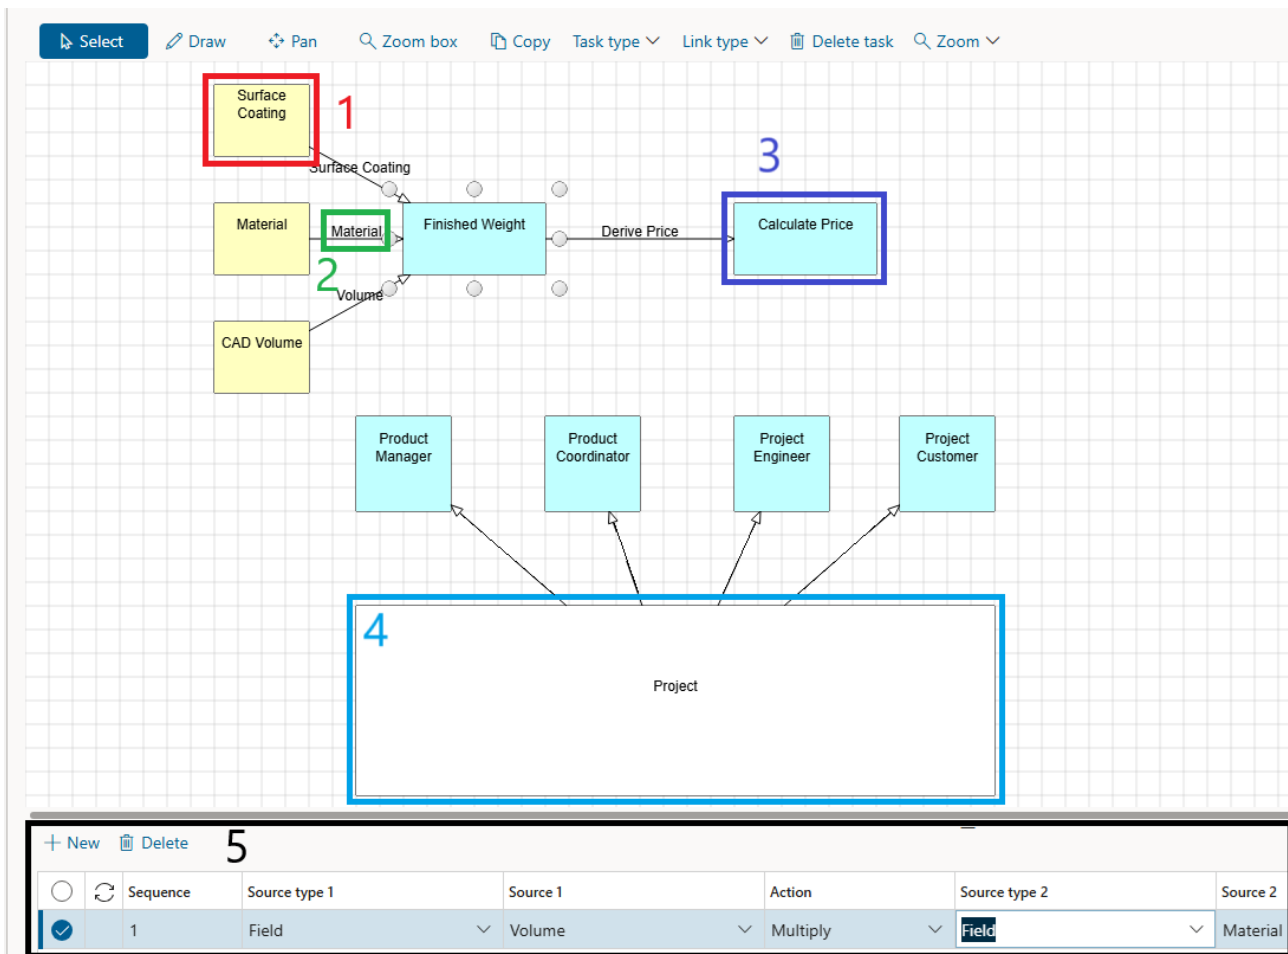 Select Draw Pan Zoom box Copy Task type Link type Delete task Zoom
Surface
Coating
1
Surface Coating
3
Material
Material
Finished Weight
Derive Price
Calculate Price
2
Volume
CAD Volume
Product
Manager
Product
Coordinator
Project
Engineer
Project
Customer
4
Project
New Delete 5
Sequence Source type 1 Source 1 Action Source type 2 Source 2
1 Field Volume Multiply Field Material